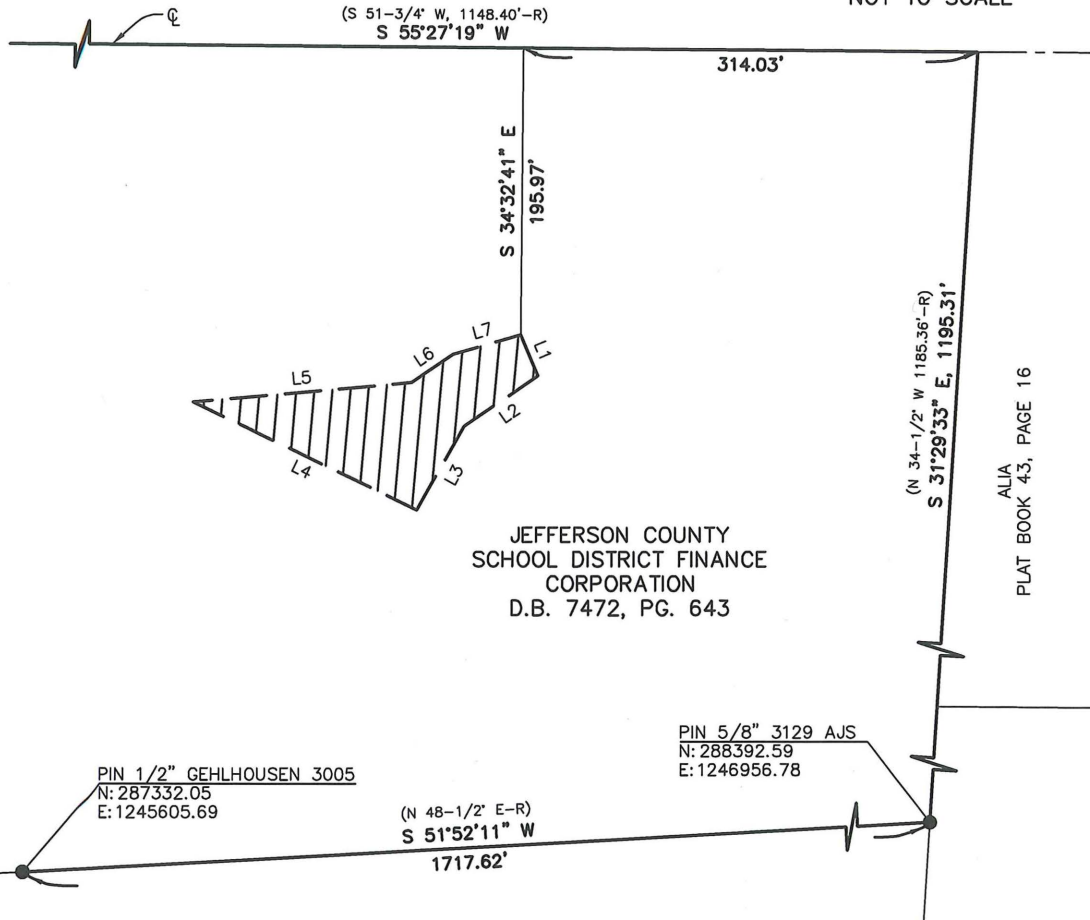 NOT TO SCALE
℄
(S 51-3/4° W, 1148.40'-R)
S 55°27'19" W
314.03'
S 34°32'41" E
195.97'
L7
L6
L1
L5
L2
L4
L3
(N 34-1/2° W 1185.36'-R)
S 31°29'33" E, 1195.31'
ALIA
PLAT BOOK 43, PAGE 16
JEFFERSON COUNTY
SCHOOL DISTRICT FINANCE
CORPORATION
D.B. 7472, PG. 643
PIN 5/8" 3129 AJS
N: 288392.59
E: 1246956.78
PIN 1/2" GEHLHOUSEN 3005
N: 287332.05
E: 1245605.69
(N 48-1/2° E-R)
S 51°52'11" W
1717.62'